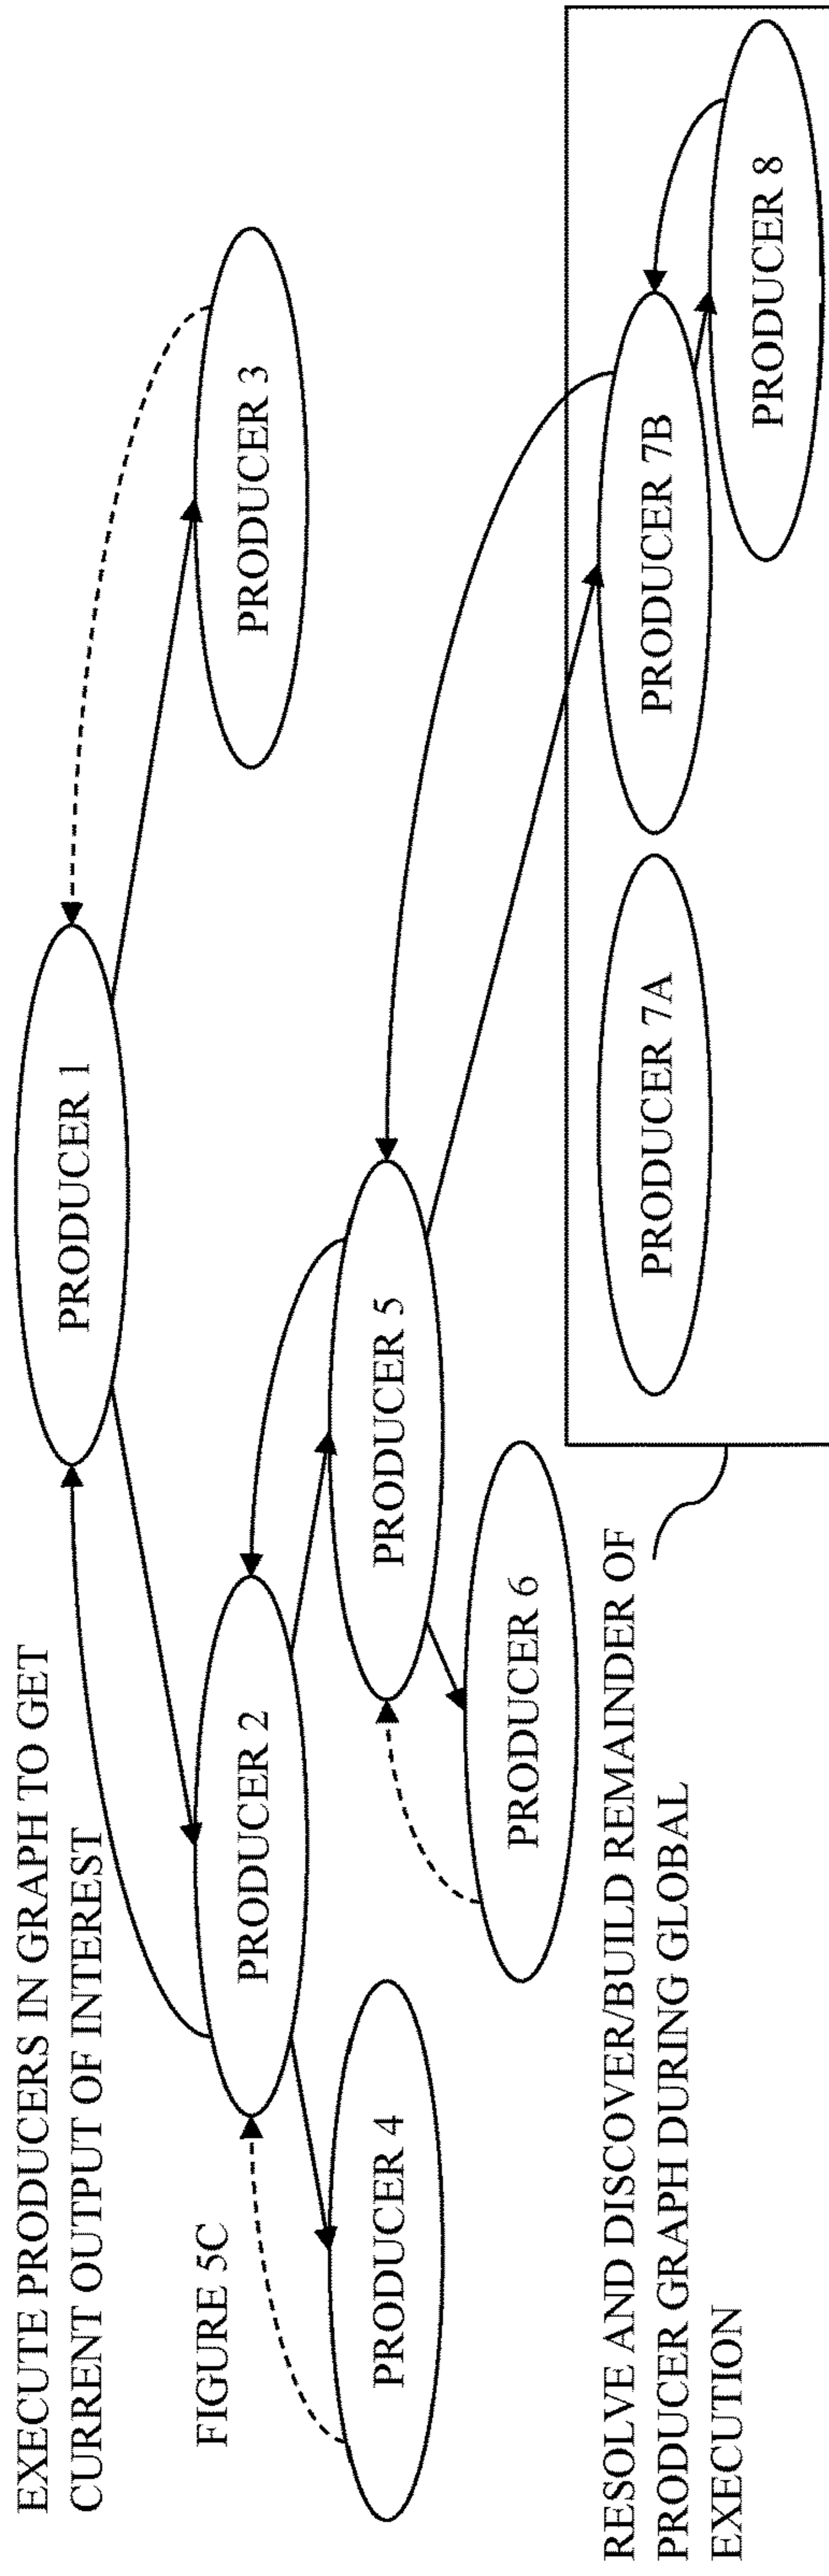 EXECUTE PRODUCERS IN GRAPH TO GET
CURRENT OUTPUT OF INTEREST
FIGURE 5C
PRODUCER 1
PRODUCER 2
PRODUCER 3
PRODUCER 4
PRODUCER 5
PRODUCER 6
PRODUCER 7A
PRODUCER 7B
PRODUCER 8
RESOLVE AND DISCOVER/BUILD REMAINDER OF
PRODUCER GRAPH DURING GLOBAL
EXECUTION